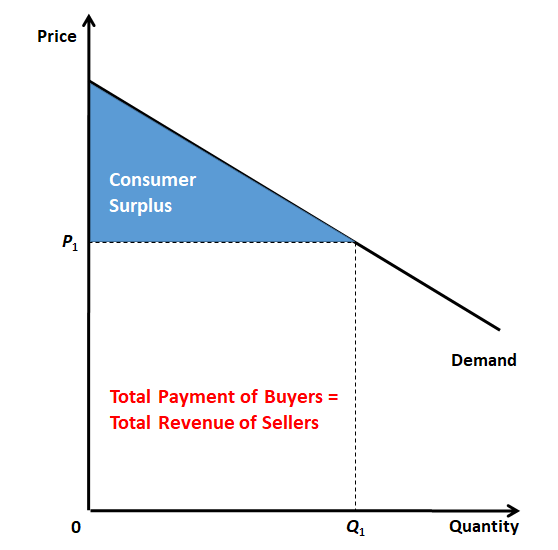 Price
Consumer
Surplus
P1
Demand
Total Payment of Buyers =
Total Revenue of Sellers
0
Q1
Quantity